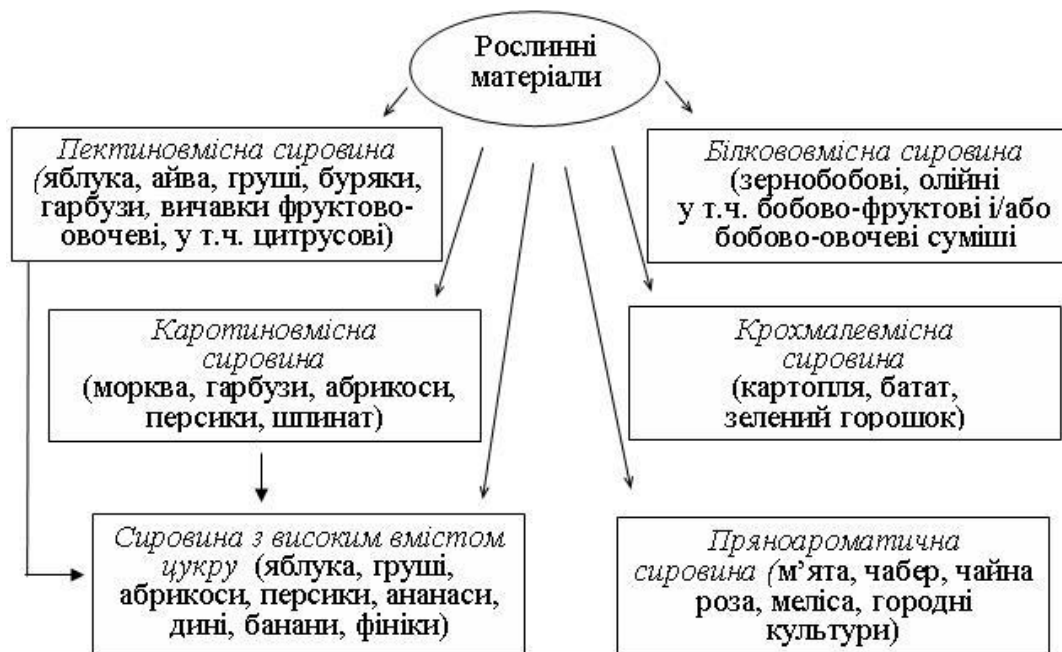 Рослинні
матеріали
Пектиновмісна сировина
(яблука, айва, груші, буряки,
гарбузи, вичавки фруктово-
овочеві, у т.ч. цитрусові)
Білкововмісна сировина
(зернобобові, олійні
у т.ч. бобово-фруктові і/або
бобово-овочеві суміші
Каротиновмісна
сировина
(морква, гарбузи, абрикоси,
персики, шпинат)
Крохмалевмісна
сировина
(картопля, батат,
зелений горошок)
Сировина з високим вмістом
цукру (яблука, груші,
абрикоси, персики, ананаси,
дині, банани, фініки)
Пряноароматична
сировина (м’ята, чабер, чайна
роза, меліса, городні
культури)